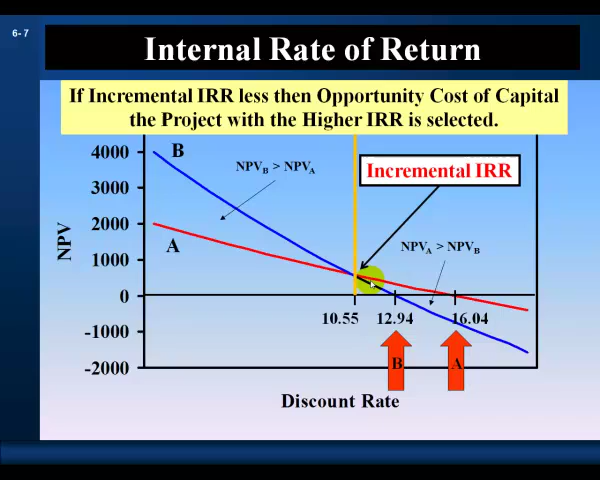 6- 7
Internal Rate of Return
If Incremental IRR less then Opportunity Cost of Capital
the Project with the Higher IRR is selected.
4000
B
NPVB > NPVA
Incremental IRR
3000
2000
A
NPV
NPVA > NPVB
1000
0
10.55 12.94 16.04
-1000
B A
-2000
Discount Rate